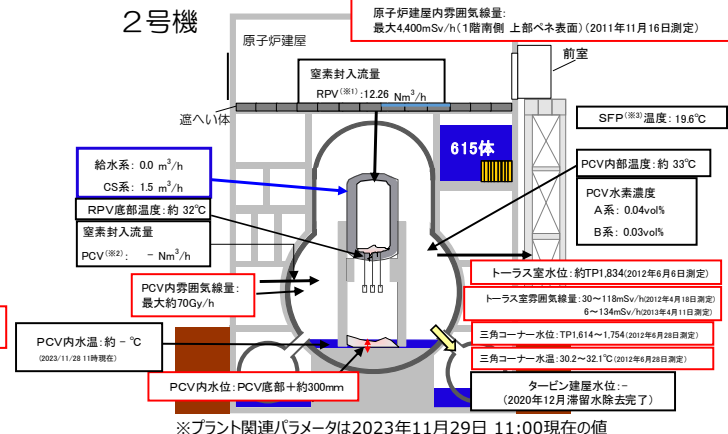 2号機
原子炉建屋内雰囲気線量:
最大4,400mSv/h(1階南側 上部ペネ表面)(2011年11月16日測定)
原子炉建屋
前室
窒素封入流量
RPV(※1):12.26 Nm³/h
遮へい体
SFP(※3)温度: 19.6℃
615体
給水系: 0.0 m³/h
CS系: 1.5 m³/h
PCV内部温度:約 33℃
PCV水素濃度
A系: 0.04vol%
B系: 0.03vol%
RPV底部温度:約 32℃
窒素封入流量
PCV(※2): - Nm³/h
トーラス室水位:約TP1,834(2012年6月6日測定)
PCV内雰囲気線量:
最大約70Gy/h
トーラス室雰囲気線量:30~118mSv/h(2012年4月18日測定)
6~134mSv/h(2013年4月11日測定)
三角コーナー水位:TP1,614~1,754(2012年6月28日測定)
PCV内水温:約 - ℃
(2023/11/28 11時現在)
三角コーナー水温:30.2~32.1℃(2012年6月28日測定)
PCV内水位:PCV底部+約300mm
タービン建屋水位:-
(2020年12月滞留水除去完了)
※プラント関連パラメータは2023年11月29日 11:00現在の値